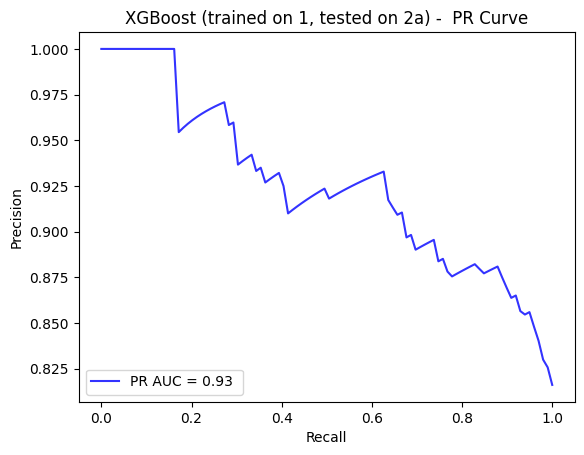 XGBoost (trained on 1, tested on 2a) -  PR Curve
1.000
0.975
0.950
0.925
0.900
0.875
0.850
0.825
Precision
PR AUC = 0.93
0.0 0.2 0.4 0.6 0.8 1.0
Recall